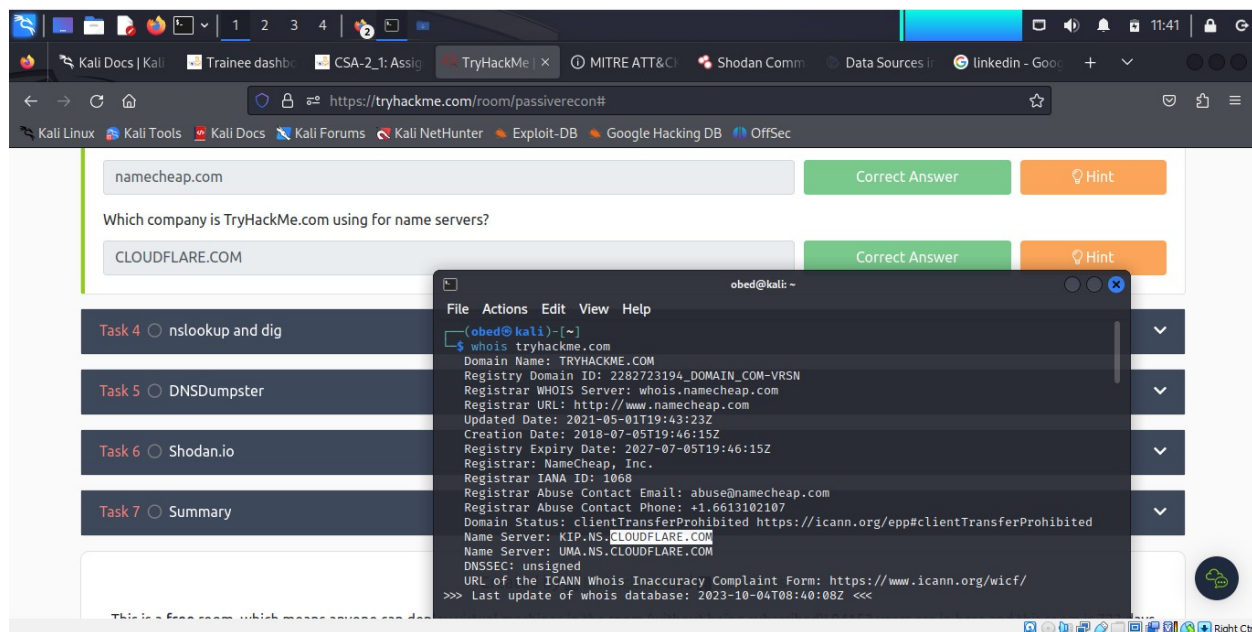 1 2 3 4
2
11:41
Kali Docs | Kali
Trainee dashbo
CSA-2_1: Assig
TryHackMe |
MITRE ATT&C
Shodan Comm
Data Sources i
linkedin - Goog
https://tryhackme.com/room/passiverecon#
Kali Linux Kali Tools Kali Docs Kali Forums Kali NetHunter Exploit-DB Google Hacking DB OffSec
namecheap.com
Correct Answer
Hint
Which company is TryHackMe.com using for name servers?
CLOUDFLARE.COM
Correct Answer
Hint
Task 4 nslookup and dig
Task 5 DNSDumpster
Task 6 Shodan.io
Task 7 Summary
obed@kali: ~
File Actions Edit View Help
(obed㉿kali)-[~]
$ whois tryhackme.com
Domain Name: TRYHACKME.COM
Registry Domain ID: 2282723194_DOMAIN_COM-VRSN
Registrar WHOIS Server: whois.namecheap.com
Registrar URL: http://www.namecheap.com
Updated Date: 2021-05-01T19:43:23Z
Creation Date: 2018-07-05T19:46:15Z
Registry Expiry Date: 2027-07-05T19:46:15Z
Registrar: NameCheap, Inc.
Registrar IANA ID: 1068
Registrar Abuse Contact Email: abuse@namecheap.com
Registrar Abuse Contact Phone: +1.6613102107
Domain Status: clientTransferProhibited https://icann.org/epp#clientTransferProhibited
Name Server: KIP.NS.CLOUDFLARE.COM
Name Server: UMA.NS.CLOUDFLARE.COM
DNSSEC: unsigned
URL of the ICANN Whois Inaccuracy Complaint Form: https://www.icann.org/wicf/
>>> Last update of whois database: 2023-10-04T08:40:08Z <<<
This is a free room, which means anyone can
Right Ctrl